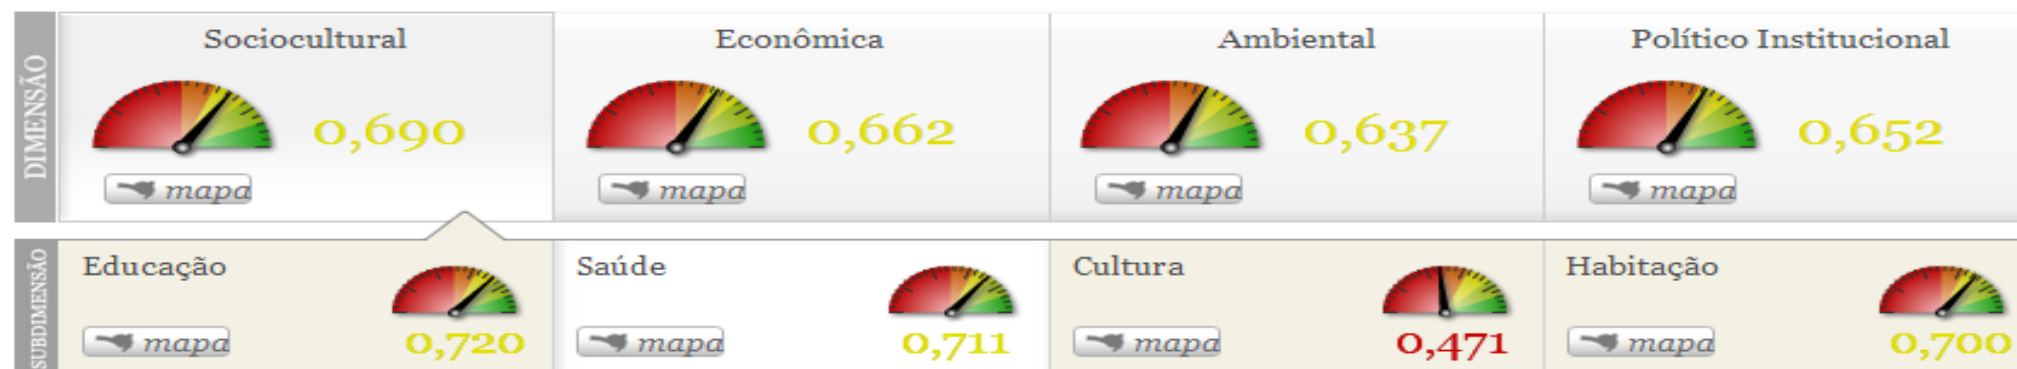 DIMENSÃO
Sociocultural
0,690
mapa
Econômica
0,662
mapa
Ambiental
0,637
mapa
Político Institucional
0,652
mapa
SUBDIMENSÃO
Educação
0,720
mapa
Saúde
0,711
mapa
Cultura
0,471
mapa
Habitação
0,700
mapa